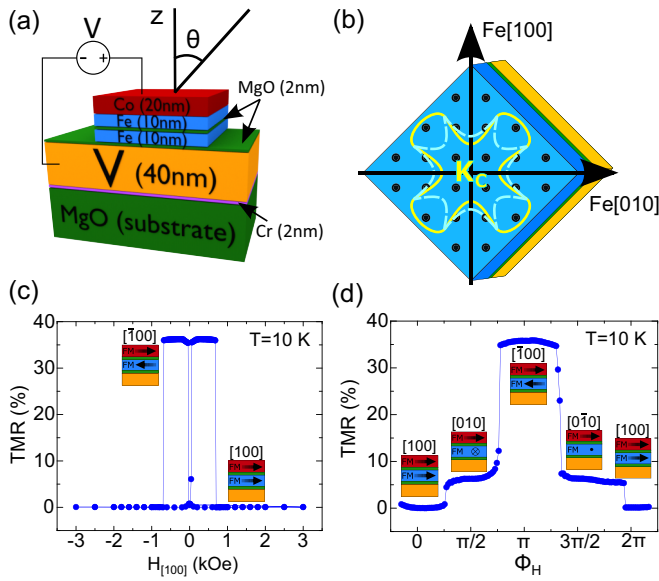 (a)
V
- +
z
θ
MgO (2nm)
Co (20nm)
Fe (10nm)
Fe (10nm)
V (40nm)
MgO (substrate)
Cr (2nm)
(b)
Fe[100]
K_C
Fe[010]
(c)
TMR (%)
40
30
20
10
0
-3 -2 -1 0 1 2 3
H[100] (kOe)
T=10 K
[1̄00]
FM
FM
[100]
FM
FM
(d)
TMR (%)
40
30
20
10
0
0 π/2 π 3π/2 2π
Φ_H
T=10 K
[100]
FM
FM
[010]
FM
FM
[1̄00]
FM
FM
[01̄0]
FM
FM
[100]
FM
FM